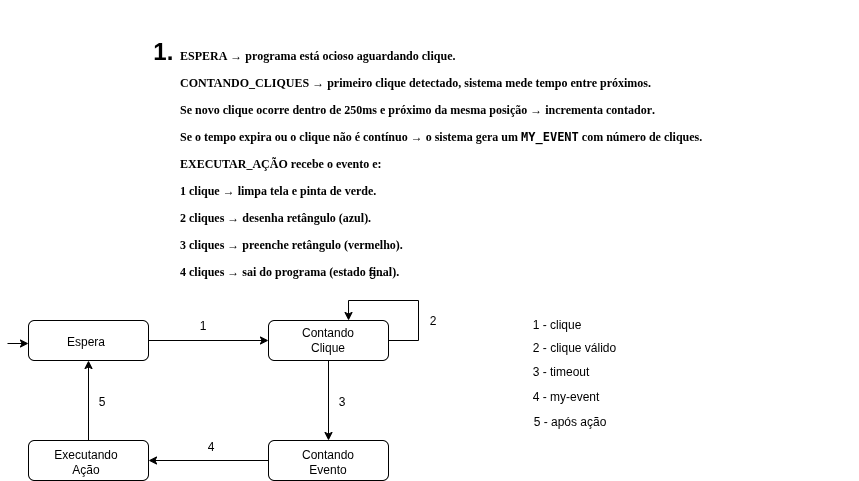 1. ESPERA → programa está ocioso aguardando clique.
CONTANDO_CLIQUES → primeiro clique detectado, sistema mede tempo entre próximos.
Se novo clique ocorre dentro de 250ms e próximo da mesma posição → incrementa contador.
Se o tempo expira ou o clique não é contínuo → o sistema gera um MY_EVENT com número de cliques.
EXECUTAR_AÇÃO recebe o evento e:
1 clique → limpa tela e pinta de verde.
2 cliques → desenha retângulo (azul).
3 cliques → preenche retângulo (vermelho).
4 cliques → sai do programa (estado final).
Espera
1
Contando
Clique
2
1 - clique
2 - clique válido
3 - timeout
4 - my-event
5 - após ação
5
3
Executando
Ação
4
Contando
Evento